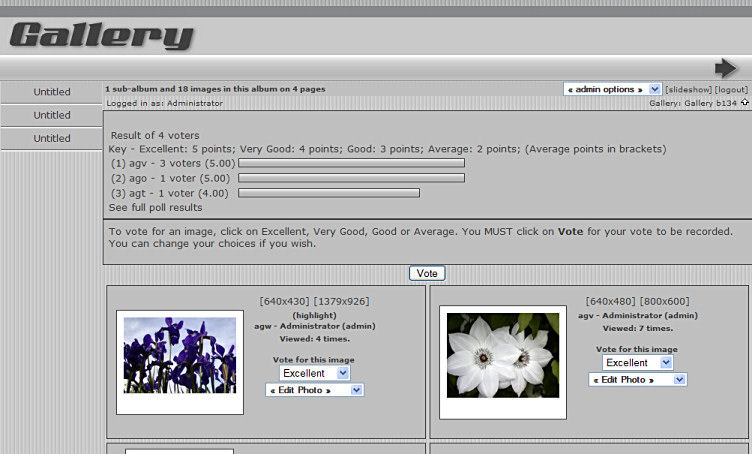 Gallery
Untitled
Untitled
Untitled
1 sub-album and 18 images in this album on 4 pages
« admin options »
[slideshow] [logout]
Logged in as: Administrator
Gallery: Gallery b134
Result of 4 voters
Key - Excellent: 5 points; Very Good: 4 points; Good: 3 points; Average: 2 points; (Average points in brackets)
(1) agv - 3 voters (5.00)
(2) ago - 1 voter (5.00)
(3) agt - 1 voter (4.00)
See full poll results
To vote for an image, click on Excellent, Very Good, Good or Average. You MUST click on Vote for your vote to be recorded.
You can change your choices if you wish.
Vote
[640x430] [1379x926]
(highlight)
agw - Administrator (admin)
Viewed: 4 times.
Vote for this image
Excellent
« Edit Photo »
[640x480] [800x600]
agv - Administrator (admin)
Viewed: 7 times.
Vote for this image
Excellent
« Edit Photo »